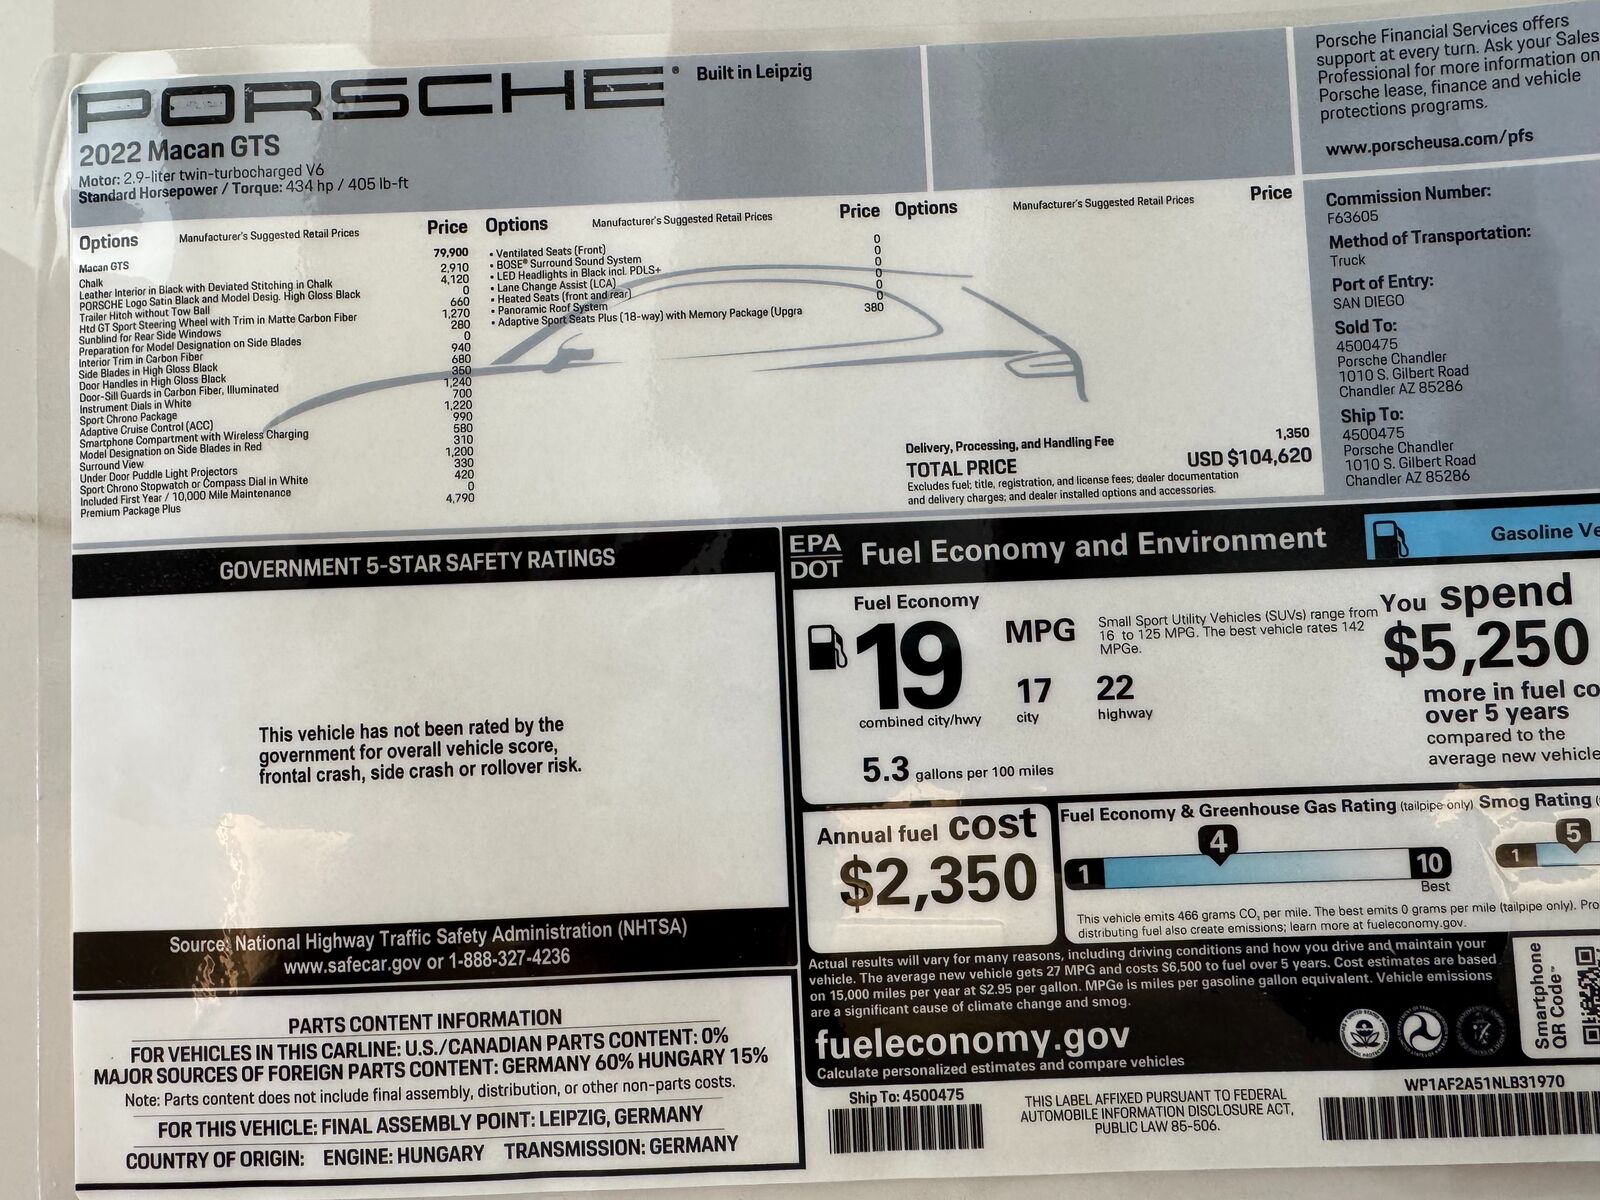 PORSCHE® Built in Leipzig
2022 Macan GTS
Motor: 2.9-liter twin-turbocharged V6
Standard Horsepower / Torque: 434 hp / 405 lb-ft
Options Manufacturer's Suggested Retail Prices Price
Macan GTS 79,900
Chalk 2,910
Leather Interior in Black with Deviated Stitching in Chalk 4,120
PORSCHE Logo Satin Black and Model Desig. High Gloss Black 0
Trailer Hitch without Tow Ball 660
Htd GT Sport Steering Wheel with Trim in Matte Carbon Fiber 1,270
Sunblind for Rear Side Windows 280
Preparation for Model Designation on Side Blades 0
Interior Trim in Carbon Fiber 940
Side Blades in High Gloss Black 680
Door Handles in High Gloss Black 350
Door-Sill Guards in Carbon Fiber, Illuminated 1,240
Instrument Dials in White 700
Sport Chrono Package 1,220
Adaptive Cruise Control (ACC) 990
Smartphone Compartment with Wireless Charging 580
Model Designation on Side Blades in Red 310
Surround View 1,200
Under Door Puddle Light Projectors 330
Sport Chrono Stopwatch or Compass Dial in White 420
Included First Year / 10,000 Mile Maintenance 0
Premium Package Plus 4,790
Options Manufacturer's Suggested Retail Prices Price
• Ventilated Seats (Front) 0
• BOSE® Surround Sound System 0
• LED Headlights in Black incl. PDLS+ 0
• Lane Change Assist (LCA) 0
• Heated Seats (front and rear) 0
• Panoramic Roof System 0
• Adaptive Sport Seats Plus (18-way) with Memory Package (Upgra 380
Options Manufacturer's Suggested Retail Prices Price
Delivery, Processing, and Handling Fee 1,350
TOTAL PRICE USD $104,620
Excludes fuel; title, registration, and license fees; dealer documentation
and delivery charges; and dealer installed options and accessories.
Porsche Financial Services offers
support at every turn. Ask your Sales
Professional for more information on
Porsche lease, finance and vehicle
protections programs.
www.porscheusa.com/pfs
Commission Number:
F63605
Method of Transportation:
Truck
Port of Entry:
SAN DIEGO
Sold To:
4500475
Porsche Chandler
1010 S. Gilbert Road
Chandler AZ 85286
Ship To:
4500475
Porsche Chandler
1010 S. Gilbert Road
Chandler AZ 85286
GOVERNMENT 5-STAR SAFETY RATINGS
This vehicle has not been rated by the
government for overall vehicle score,
frontal crash, side crash or rollover risk.
Source: National Highway Traffic Safety Administration (NHTSA)
www.safecar.gov or 1-888-327-4236
PARTS CONTENT INFORMATION
FOR VEHICLES IN THIS CARLINE: U.S./CANADIAN PARTS CONTENT: 0%
MAJOR SOURCES OF FOREIGN PARTS CONTENT: GERMANY 60% HUNGARY 15%
Note: Parts content does not include final assembly, distribution, or other non-parts costs.
FOR THIS VEHICLE: FINAL ASSEMBLY POINT: LEIPZIG, GERMANY
COUNTRY OF ORIGIN: ENGINE: HUNGARY TRANSMISSION: GERMANY
EPA
DOT
Fuel Economy and Environment
Gasoline Ve
Fuel Economy
19 MPG
combined city/hwy
17 city
22 highway
5.3 gallons per 100 miles
Small Sport Utility Vehicles (SUVs) range from
16 to 125 MPG. The best vehicle rates 142
MPGe.
You spend
$5,250
more in fuel co
over 5 years
compared to the
average new vehicle
Annual fuel cost
$2,350
Fuel Economy & Greenhouse Gas Rating (tailpipe only) Smog Rating (
4
1
10
Best
5
1
This vehicle emits 466 grams CO₂ per mile. The best emits 0 grams per mile (tailpipe only). Pro
distributing fuel also create emissions; learn more at fueleconomy.gov.
Actual results will vary for many reasons, including driving conditions and how you drive and maintain your
vehicle. The average new vehicle gets 27 MPG and costs $6,500 to fuel over 5 years. Cost estimates are based
on 15,000 miles per year at $2.95 per gallon. MPGe is miles per gasoline gallon equivalent. Vehicle emissions
are a significant cause of climate change and smog.
fueleconomy.gov
Calculate personalized estimates and compare vehicles
Smartphone
QR Code™
Ship To: 4500475
THIS LABEL AFFIXED PURSUANT TO FEDERAL
AUTOMOBILE INFORMATION DISCLOSURE ACT,
PUBLIC LAW 85-506.
WP1AF2A51NLB31970